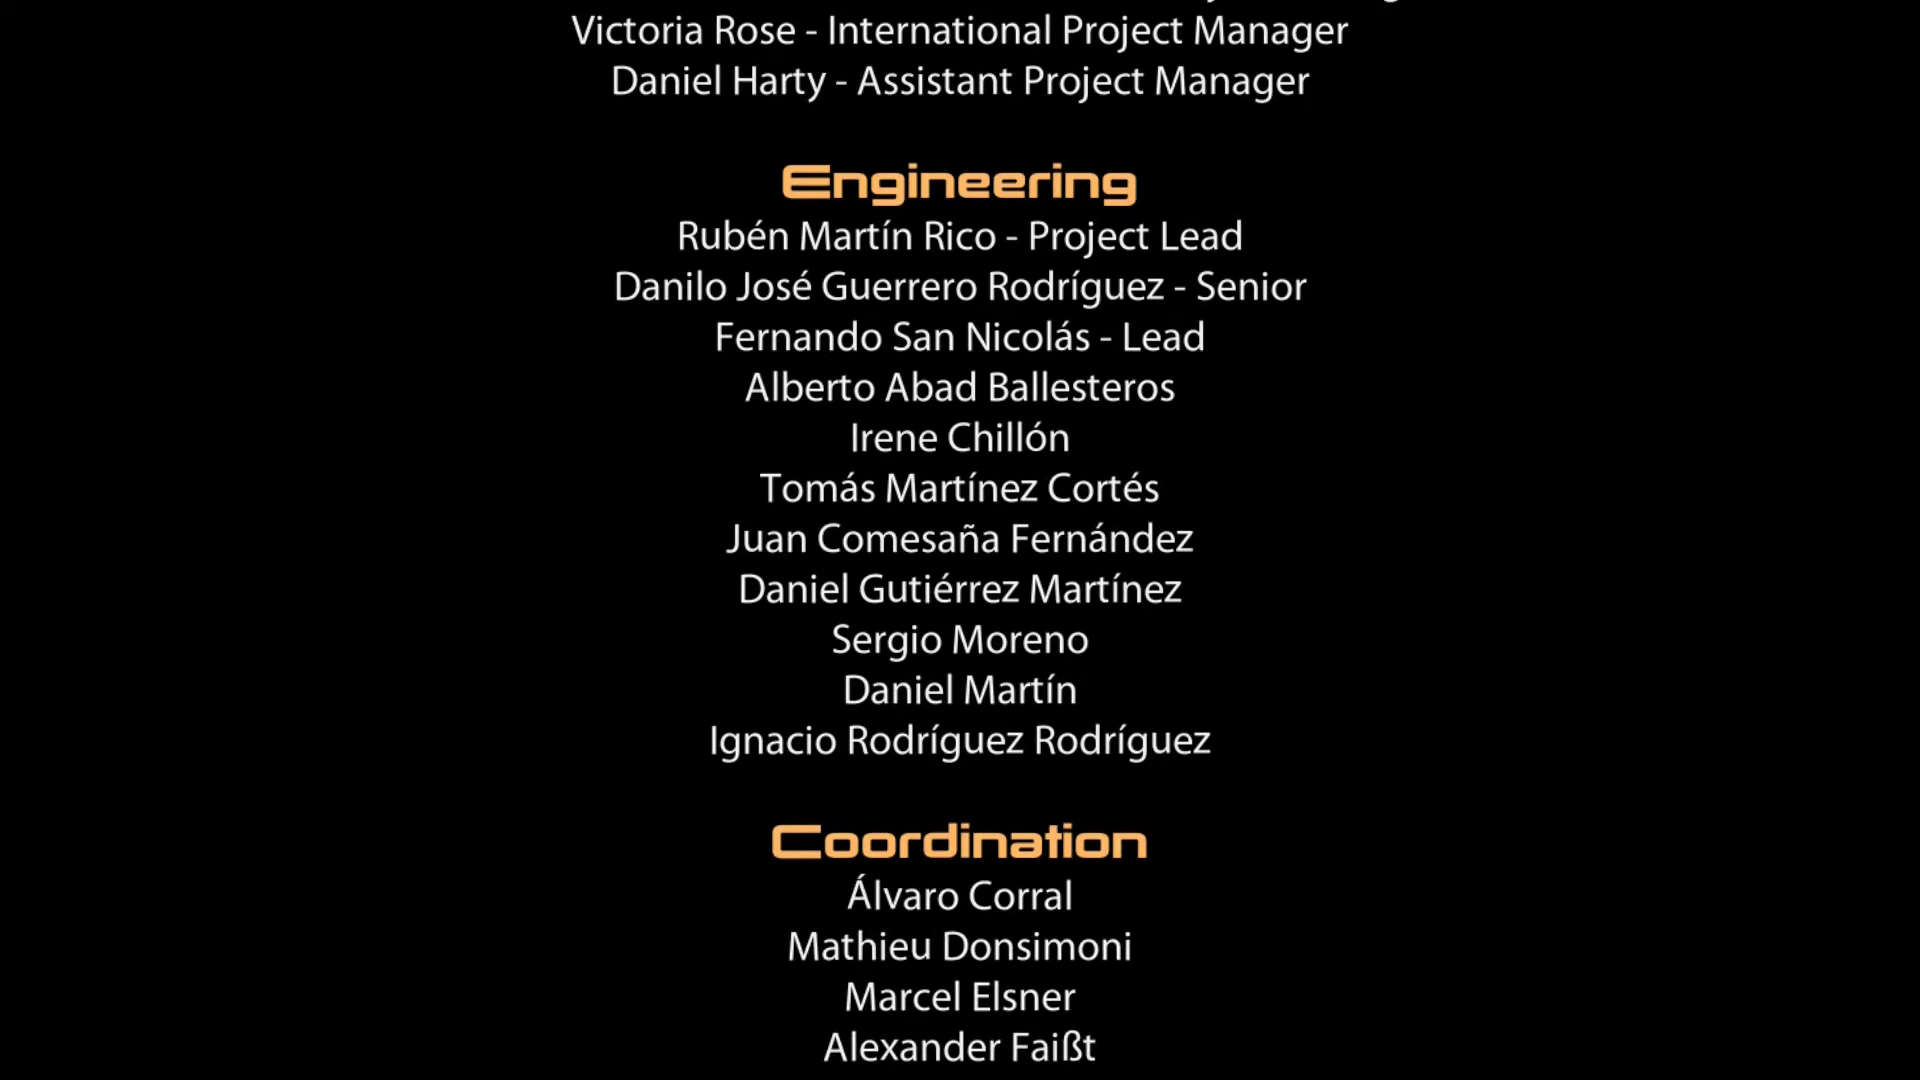 Victoria Rose - International Project Manager
Daniel Harty - Assistant Project Manager
Engineering
Rubén Martín Rico - Project Lead
Danilo José Guerrero Rodríguez - Senior
Fernando San Nicolás - Lead
Alberto Abad Ballesteros
Irene Chillón
Tomás Martínez Cortés
Juan Comesaña Fernández
Daniel Gutiérrez Martínez
Sergio Moreno
Daniel Martín
Ignacio Rodríguez Rodríguez
Coordination
Álvaro Corral
Mathieu Donsimoni
Marcel Elsner
Alexander Faißt